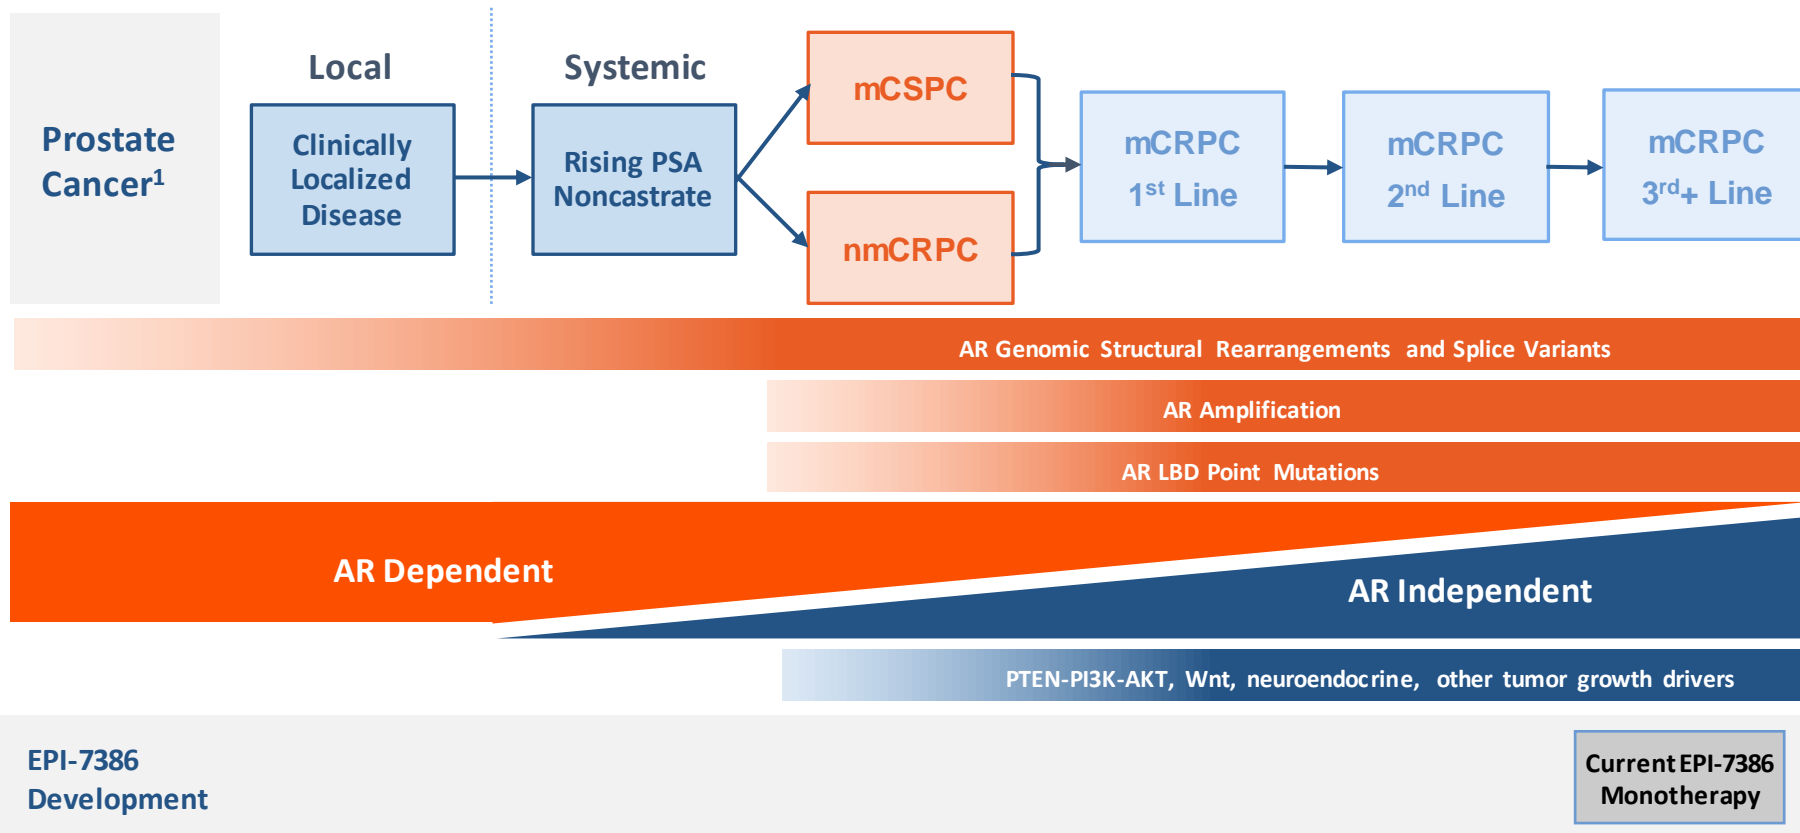 Prostate
Cancer¹
Local
Clinically
Localized
Disease
Systemic
Rising PSA
Noncastrate
mCSPC
nmCRPC
mCRPC
1st Line
mCRPC
2nd Line
mCRPC
3rd+ Line
AR Genomic Structural Rearrangements and Splice Variants
AR Amplification
AR LBD Point Mutations
AR Dependent
AR Independent
PTEN-PI3K-AKT, Wnt, neuroendocrine, other tumor growth drivers
EPI-7386
Development
Current EPI-7386
Monotherapy